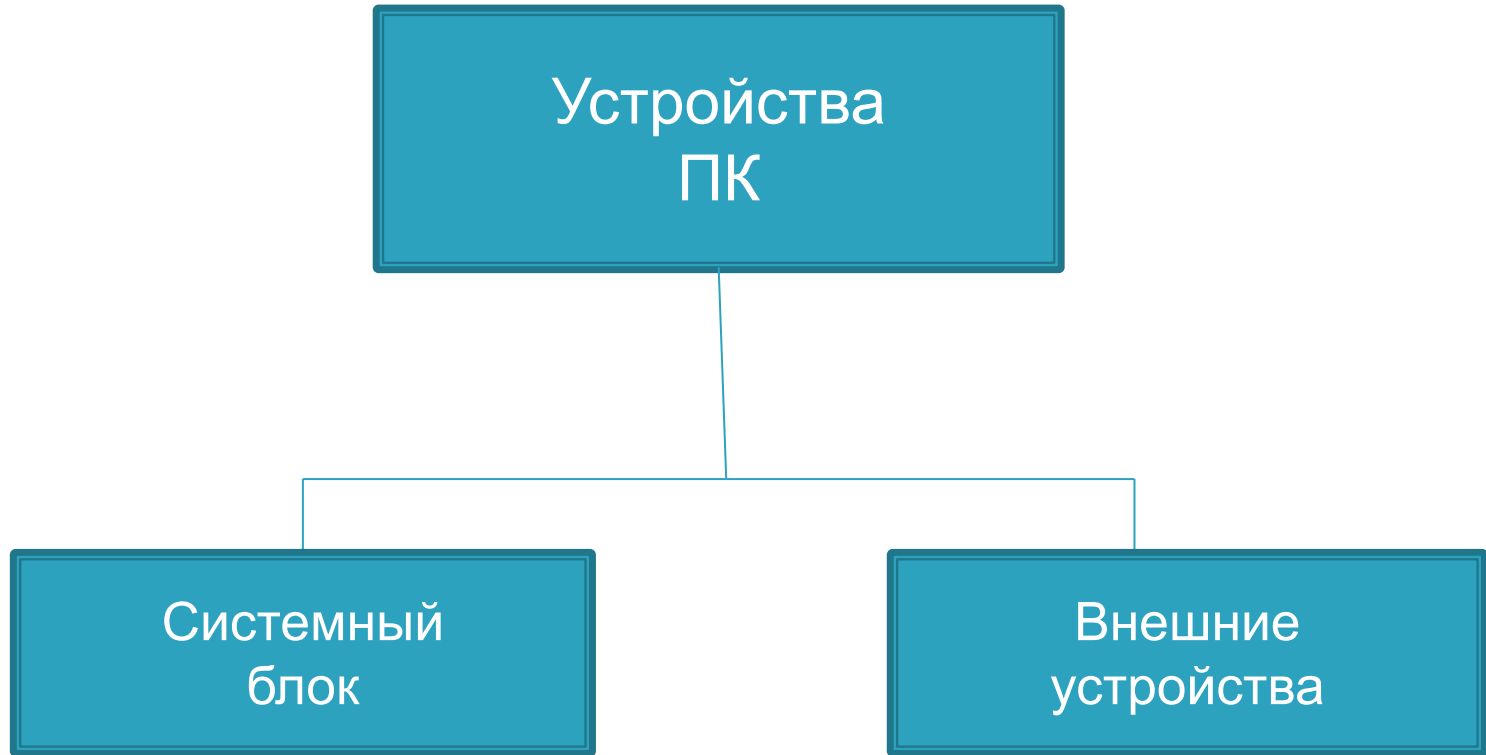 Устройства
ПК
Системный
блок
Внешние
устройства